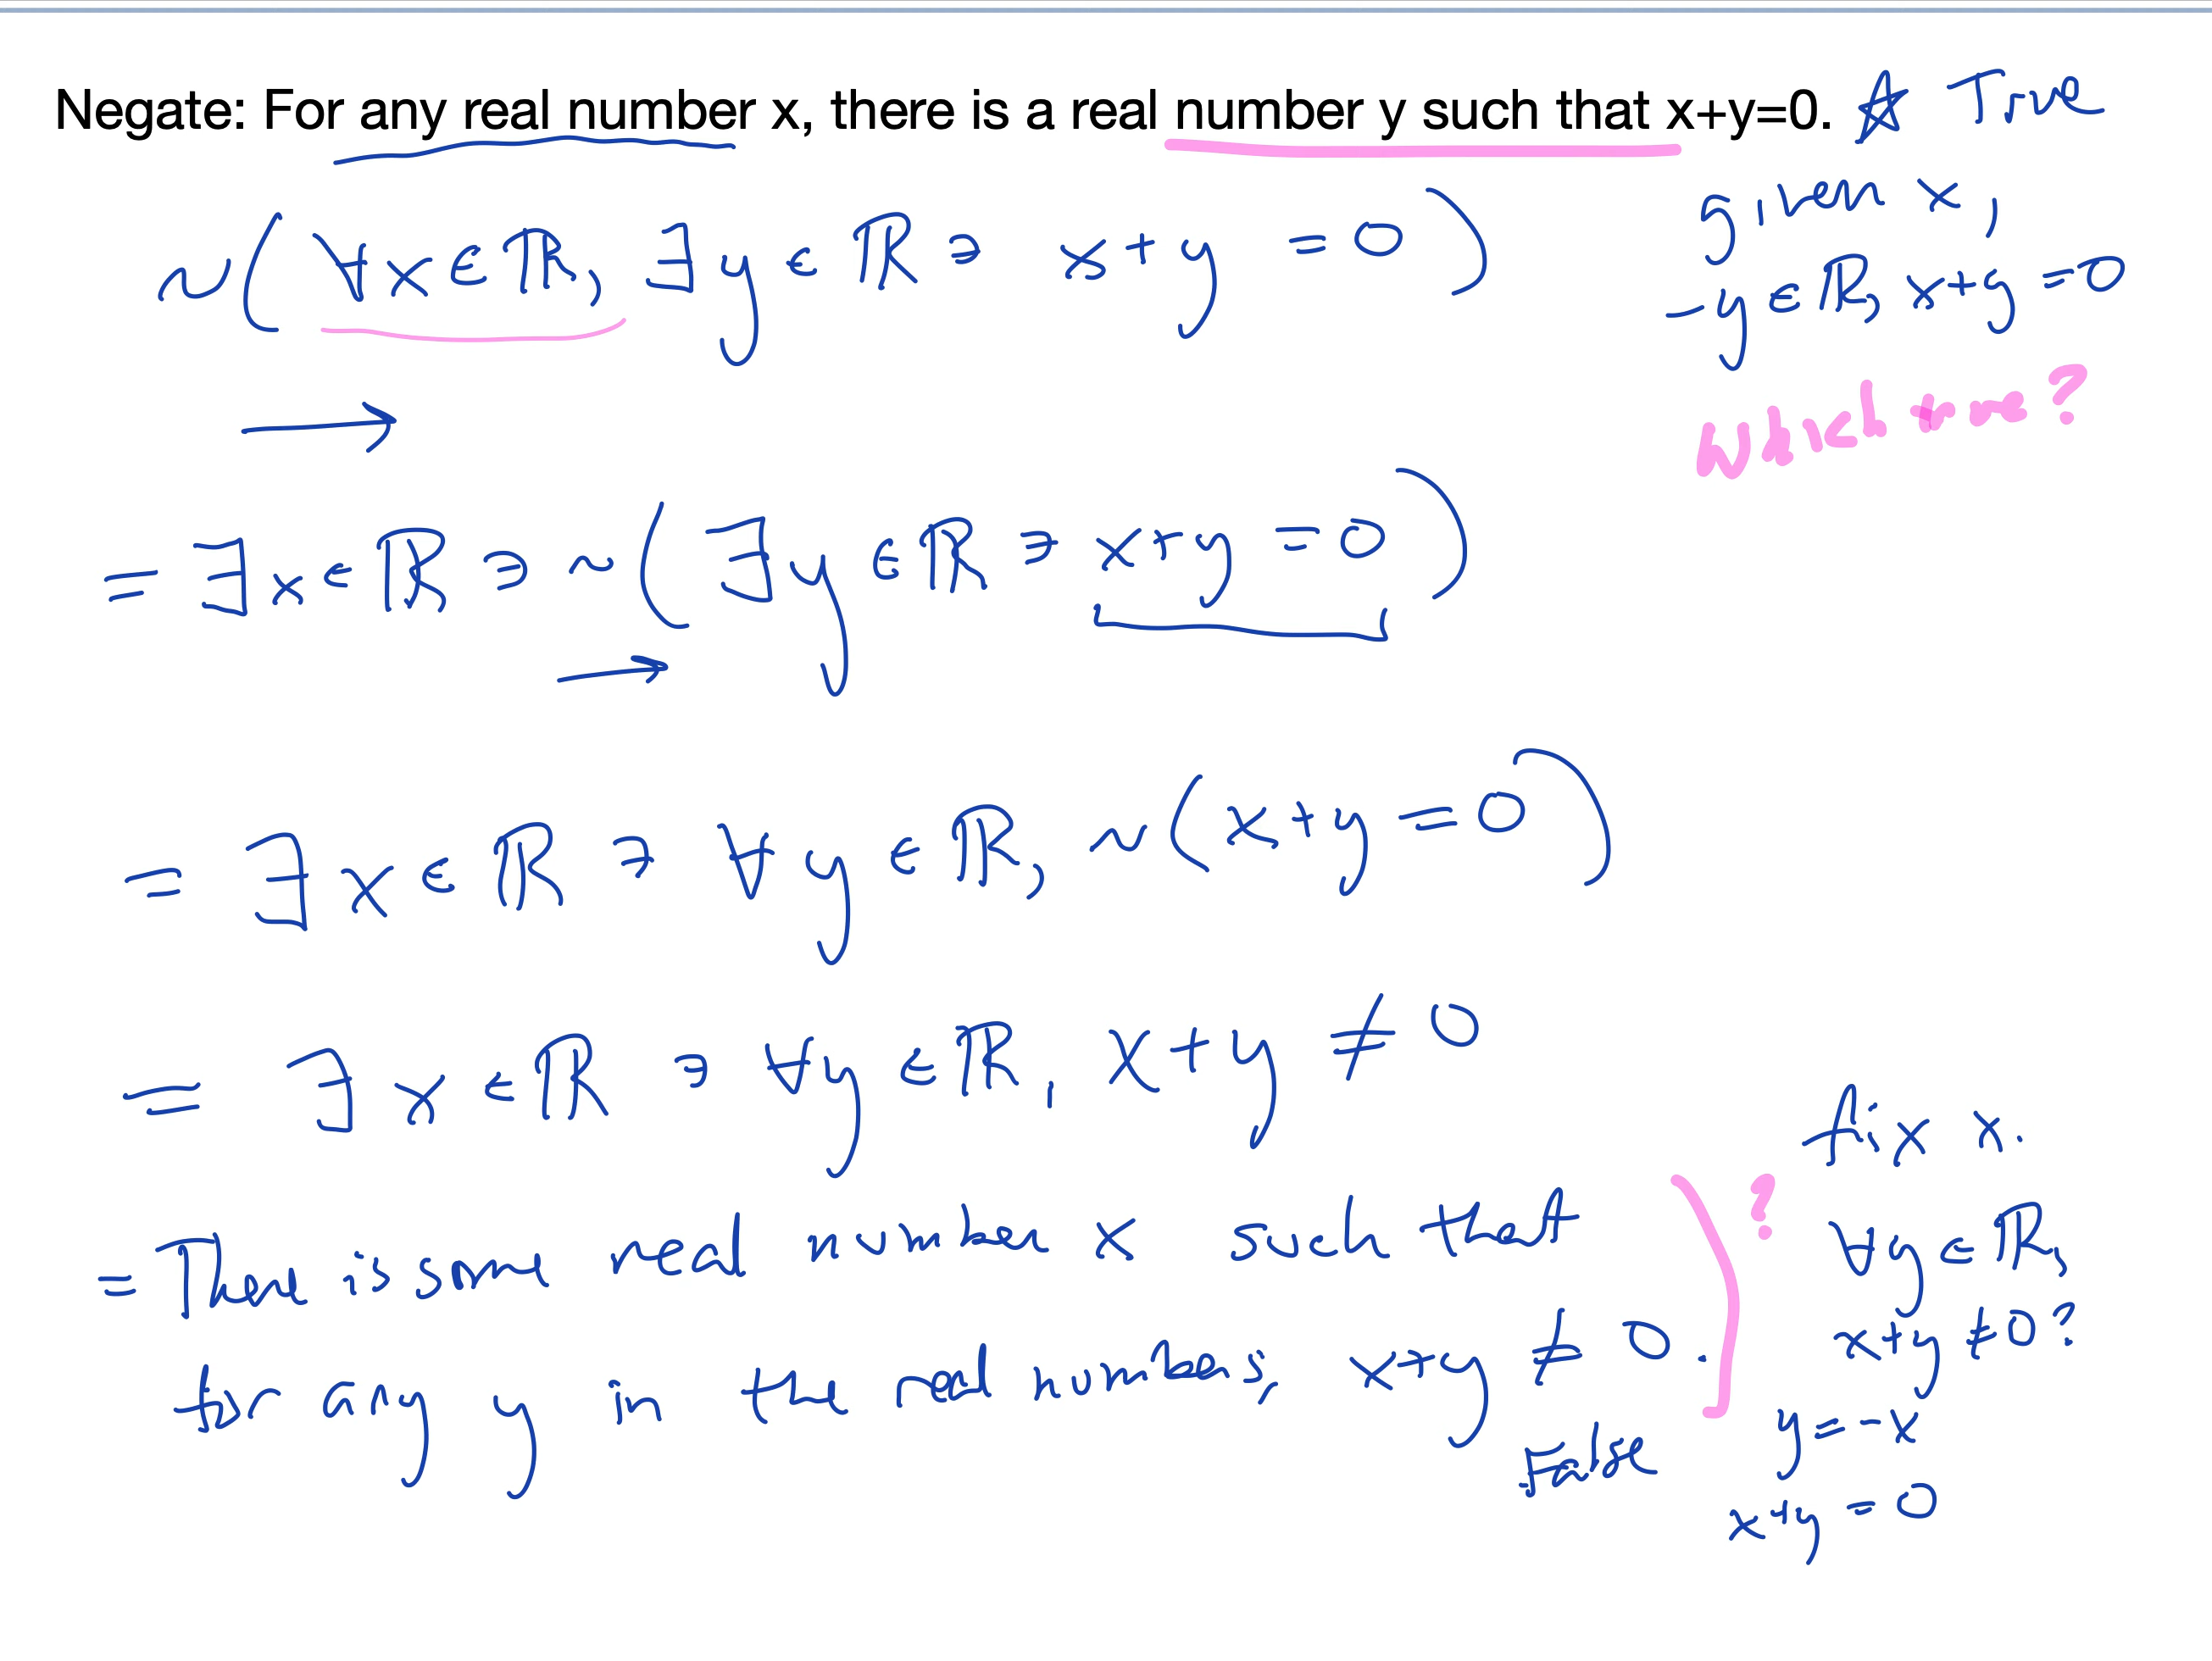 Negate: For any real number x, there is a real number y such that x+y=0. ☆ True
~(∀x∈ℝ, ∃y∈ℝ ∋ x+y = 0)
given x,
-y∈ℝ, x+y=0
Which true?
= ∃x∈ℝ ∋ ~(∃y∈ℝ ∋ x+y=0)
= ∃x∈ℝ ∋ ∀y∈ℝ, ~(x+y=0)
= ∃x∈ℝ ∋ ∀y∈ℝ, x+y ≠ 0
= There is some real number x such that
for any y in the real numbers, x+y ≠ 0.
?
False
fix x.
∀y∈ℝ,
x+y≠0?
y=-x
x+y=0